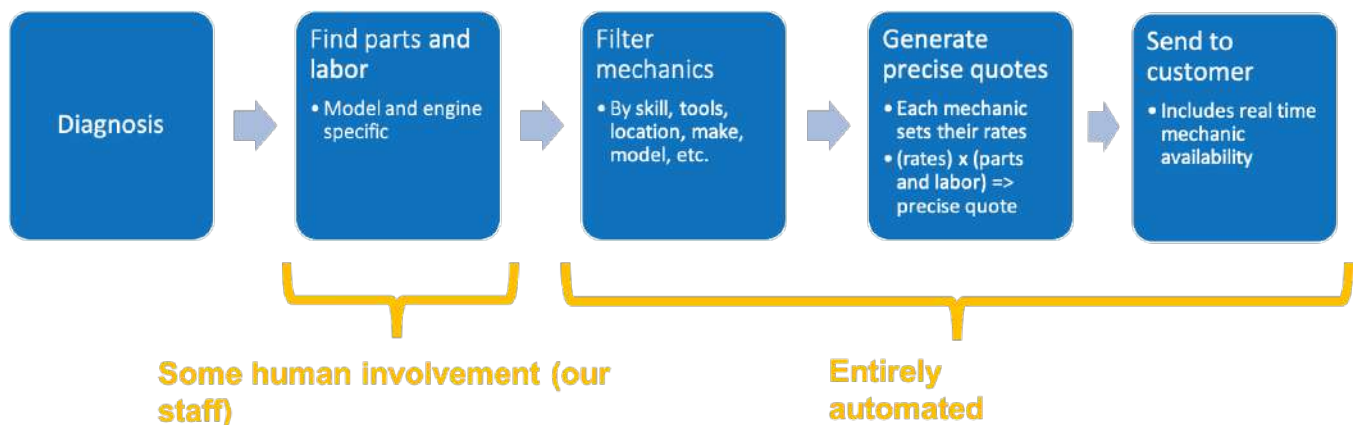 Diagnosis
Find parts and
labor
• Model and engine
specific
Filter
mechanics
• By skill, tools,
location, make,
model, etc.
Generate
precise quotes
• Each mechanic
sets their rates
• (rates) x (parts
and labor) =>
precise quote
Send to
customer
• Includes real time
mechanic
availability
Some human involvement (our
staff)
Entirely
automated